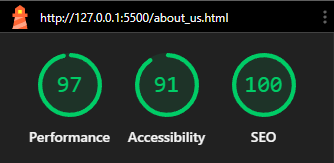 http://127.0.0.1:5500/about_us.html
97 91 100
Performance Accessibility SEO